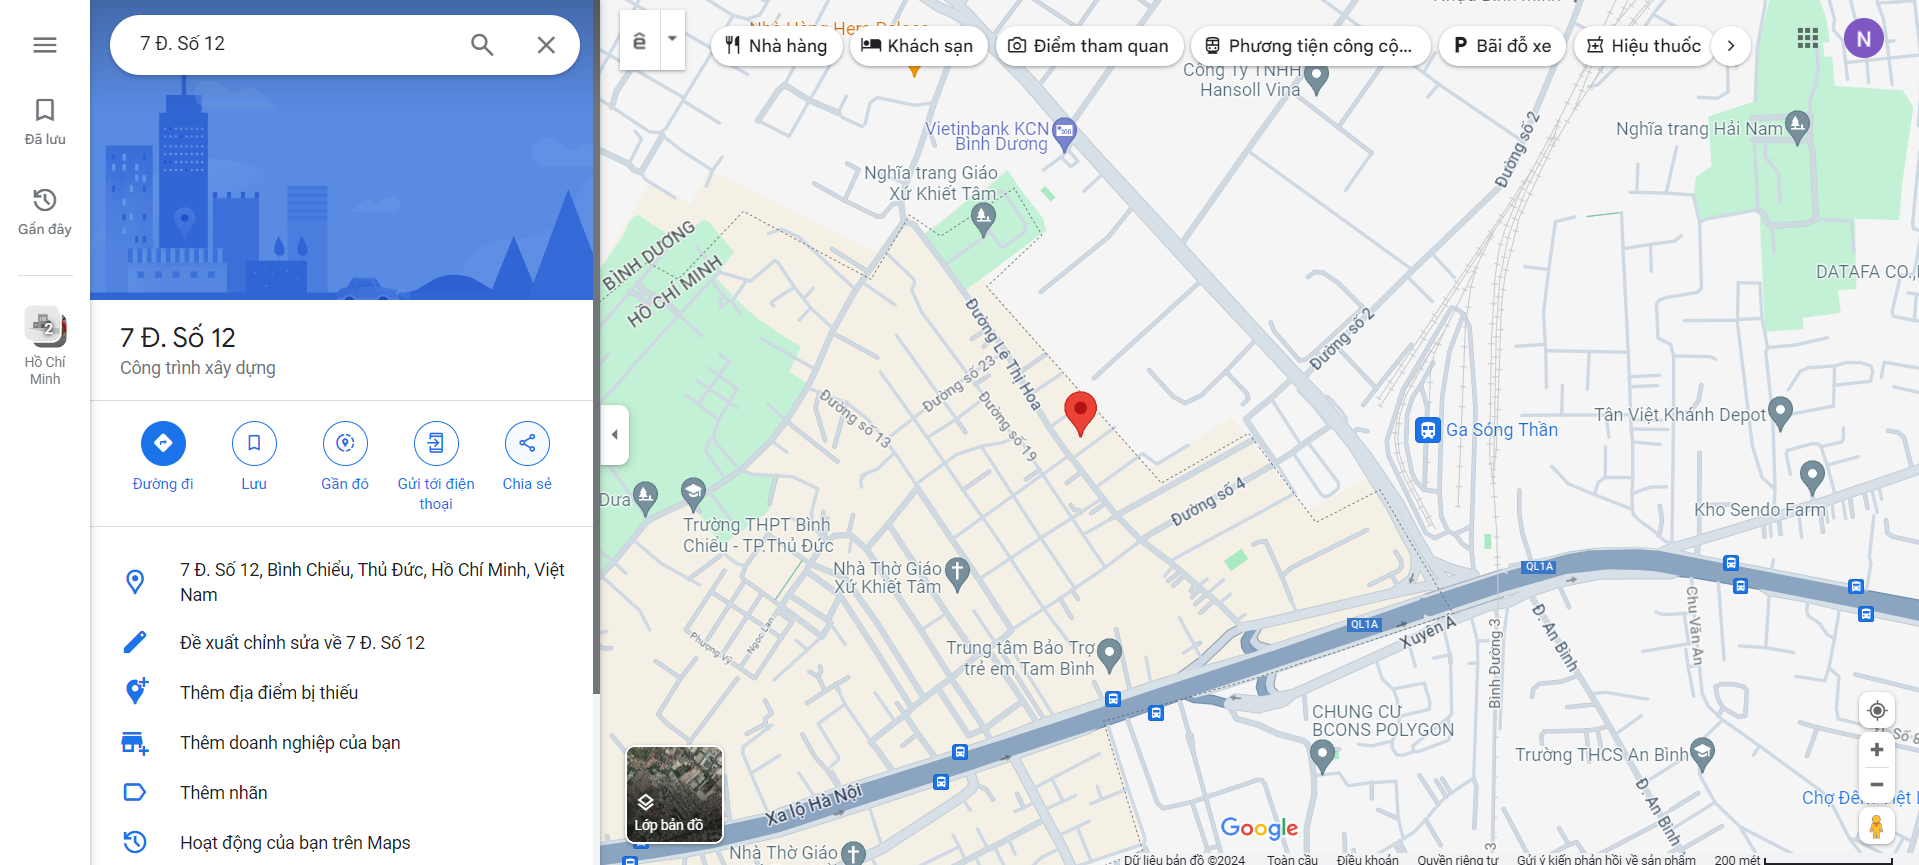 7 Đ. Số 12
Đã lưu
Gần đây
2
Hồ Chí
Minh
7 Đ. Số 12
Công trình xây dựng
Đường đi
Lưu
Gần đó
Gửi tới điện
thoại
Chia sẻ
7 Đ. Số 12, Bình Chiểu, Thủ Đức, Hồ Chí Minh, Việt
Nam
Đề xuất chỉnh sửa về 7 Đ. Số 12
Thêm địa điểm bị thiếu
Thêm doanh nghiệp của bạn
Thêm nhãn
Hoạt động của bạn trên Maps
ê
Nhà hàng
Khách sạn
Điểm tham quan
Phương tiện công cộ...
P Bãi đỗ xe
Hiệu thuốc
N
Công Ty TNHH
Hansoll Vina
Vietinbank KCN
Bình Dương
Nghĩa trang Giáo
Xứ Khiết Tâm
Đường số 2
Nghĩa trang Hải Nam
BÌNH DƯƠNG
HỒ CHÍ MINH
DATAFA CO.,
Đường Lê Thị Hoa
Đường số 23
Đường số 19
Đường số 13
Đường số 2
Ga Sóng Thần
Tân Việt Khánh Depot
Đường số 4
Kho Sendo Farm
Dưa
Trường THPT Bình
Chiểu - TP.Thủ Đức
Nhà Thờ Giáo
Xứ Khiết Tâm
QL1A
QL1A
Xuyên Á
Phượng Vỹ
Ngọc Lan
Trung tâm Bảo Trợ
trẻ em Tam Bình
Bình Đường 3
Đ. An Bình
Chu Văn An
CHUNG CƯ
BCONS POLYGON
Trường THCS An Bình
Đ. An Bình
Xa lộ Hà Nội
Lớp bản đồ
Nhà Thờ Giáo
Google
Dữ liệu bản đồ ©2024
Toàn cầu
Điều khoản
Quyền riêng tư
Gửi ý kiến phản hồi về sản phẩm
200 mét